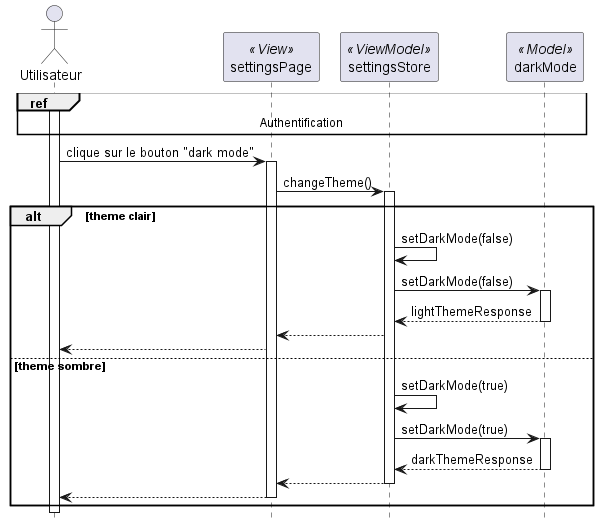 Utilisateur
« View»
settingsPage
« ViewModel»
settingsStore
« Model»
darkMode
ref
Authentification
clique sur le bouton "dark mode"
changeTheme()
alt
[theme clair]
setDarkMode(false)
setDarkMode(false)
lightThemeResponse
[theme sombre]
setDarkMode(true)
setDarkMode(true)
darkThemeResponse